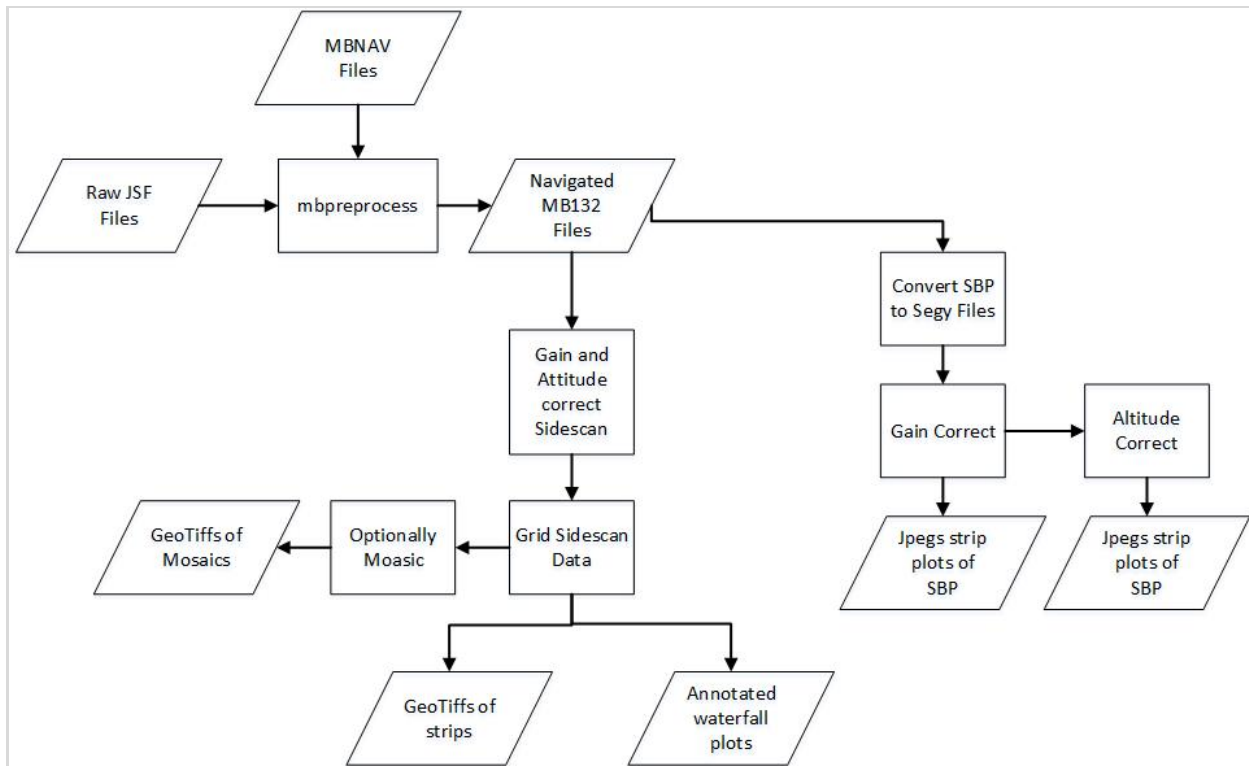 MBNAV
Files
Raw JSF
Files
mbpreprocess
Navigated
MB132
Files
Convert SBP
to Segy Files
Gain and
Attitude
correct
Sidescan
Gain Correct
Altitude
Correct
GeoTiffs of
Mosaics
Optionally
Moasic
Grid Sidescan
Data
Jpegs strip
plots of
SBP
Jpegs strip
plots of
SBP
GeoTiffs of
strips
Annotated
waterfall
plots